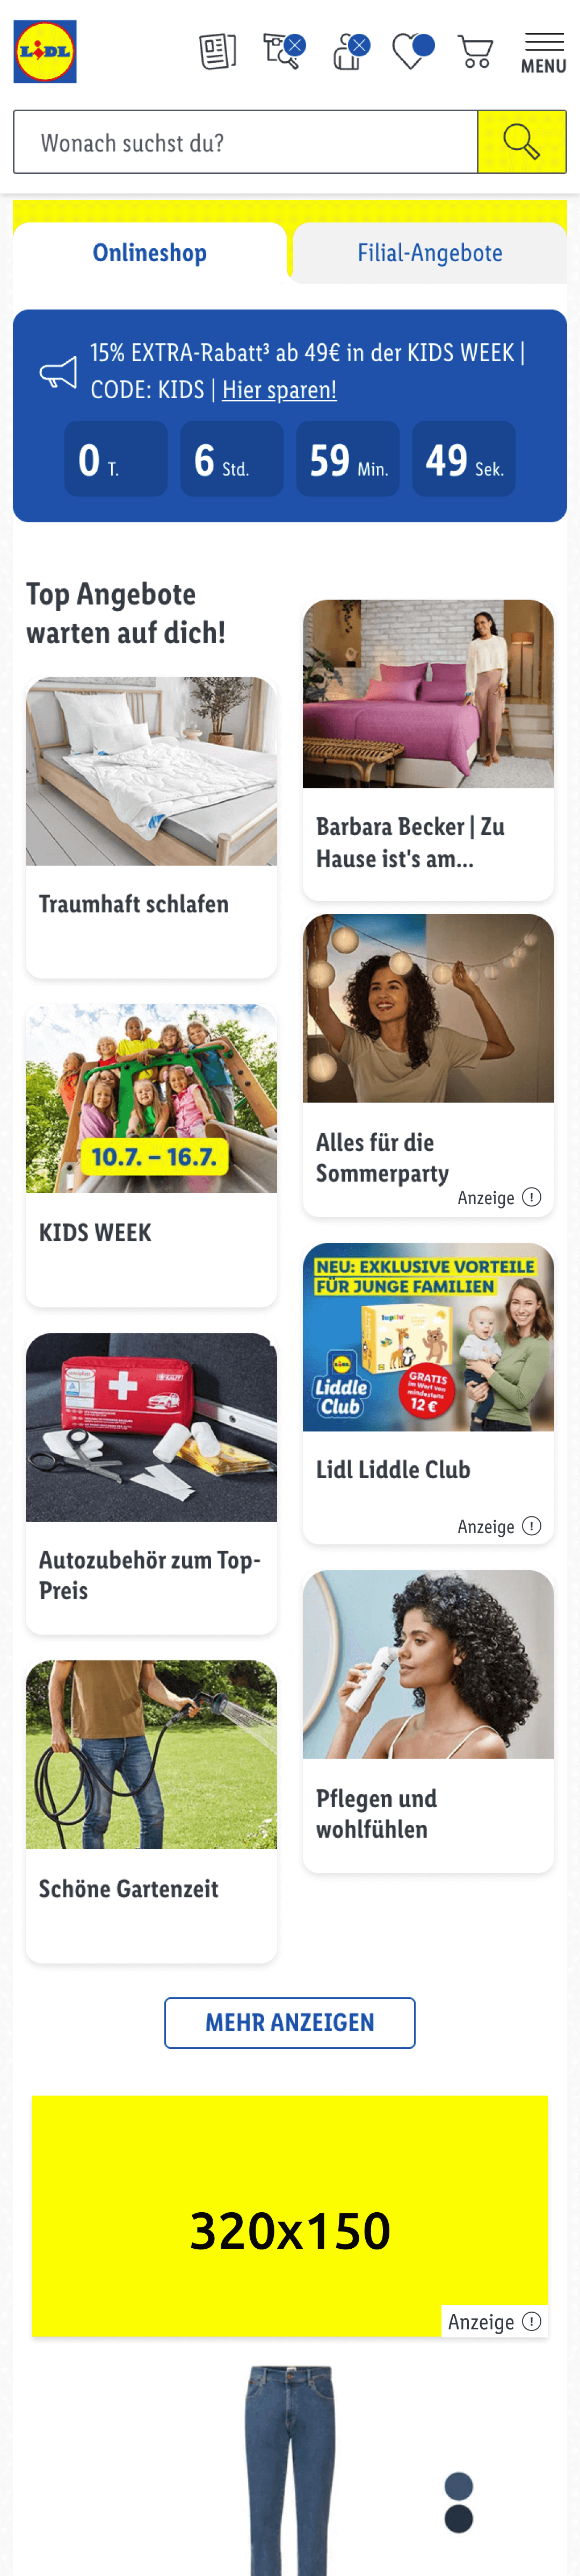 LIDL
MENU
Wonach suchst du?
Onlineshop
Filial-Angebote
15% EXTRA-Rabatt³ ab 49€ in der KIDS WEEK |
CODE: KIDS | Hier sparen!
0 T.
6 Std.
59 Min.
49 Sek.
Top Angebote
warten auf dich!
Traumhaft schlafen
Barbara Becker | Zu
Hause ist's am...
10.7. – 16.7.
KIDS WEEK
Alles für die
Sommerparty
Anzeige
NEU: EXKLUSIVE VORTEILE
FÜR JUNGE FAMILIEN
lupilu
LIDL
Liddle
Club
GRATIS
im Wert von
mindestens
12 €
Lidl Liddle Club
Anzeige
KALFF
Autozubehör zum Top-
Preis
Pflegen und
wohlfühlen
Schöne Gartenzeit
MEHR ANZEIGEN
320x150
Anzeige